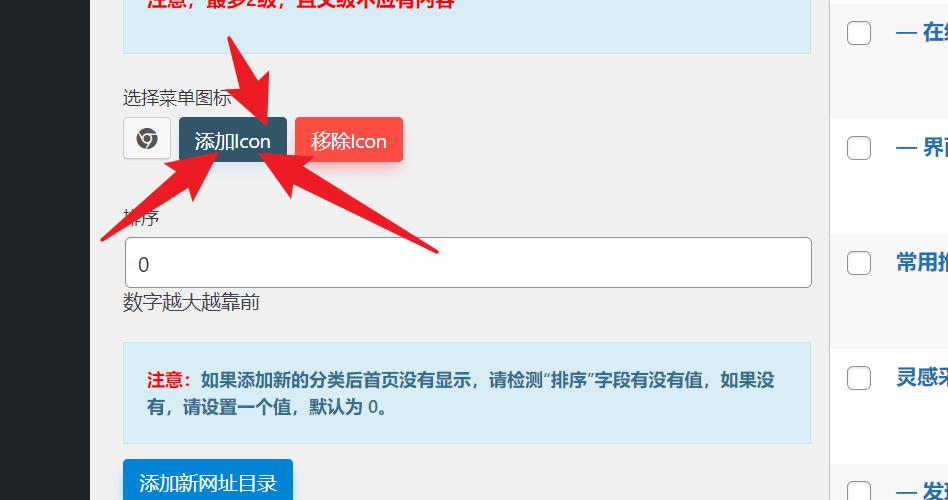 注意，最多2级，且父级不应有内容
选择菜单图标
添加Icon
移除Icon
排序
0
数字越大越靠前
注意：如果添加新的分类后首页没有显示，请检测“排序”字段有没有值，如果没
有，请设置一个值，默认为 0。
添加新网址目录
— 在
— 界
常用
灵感
— 发